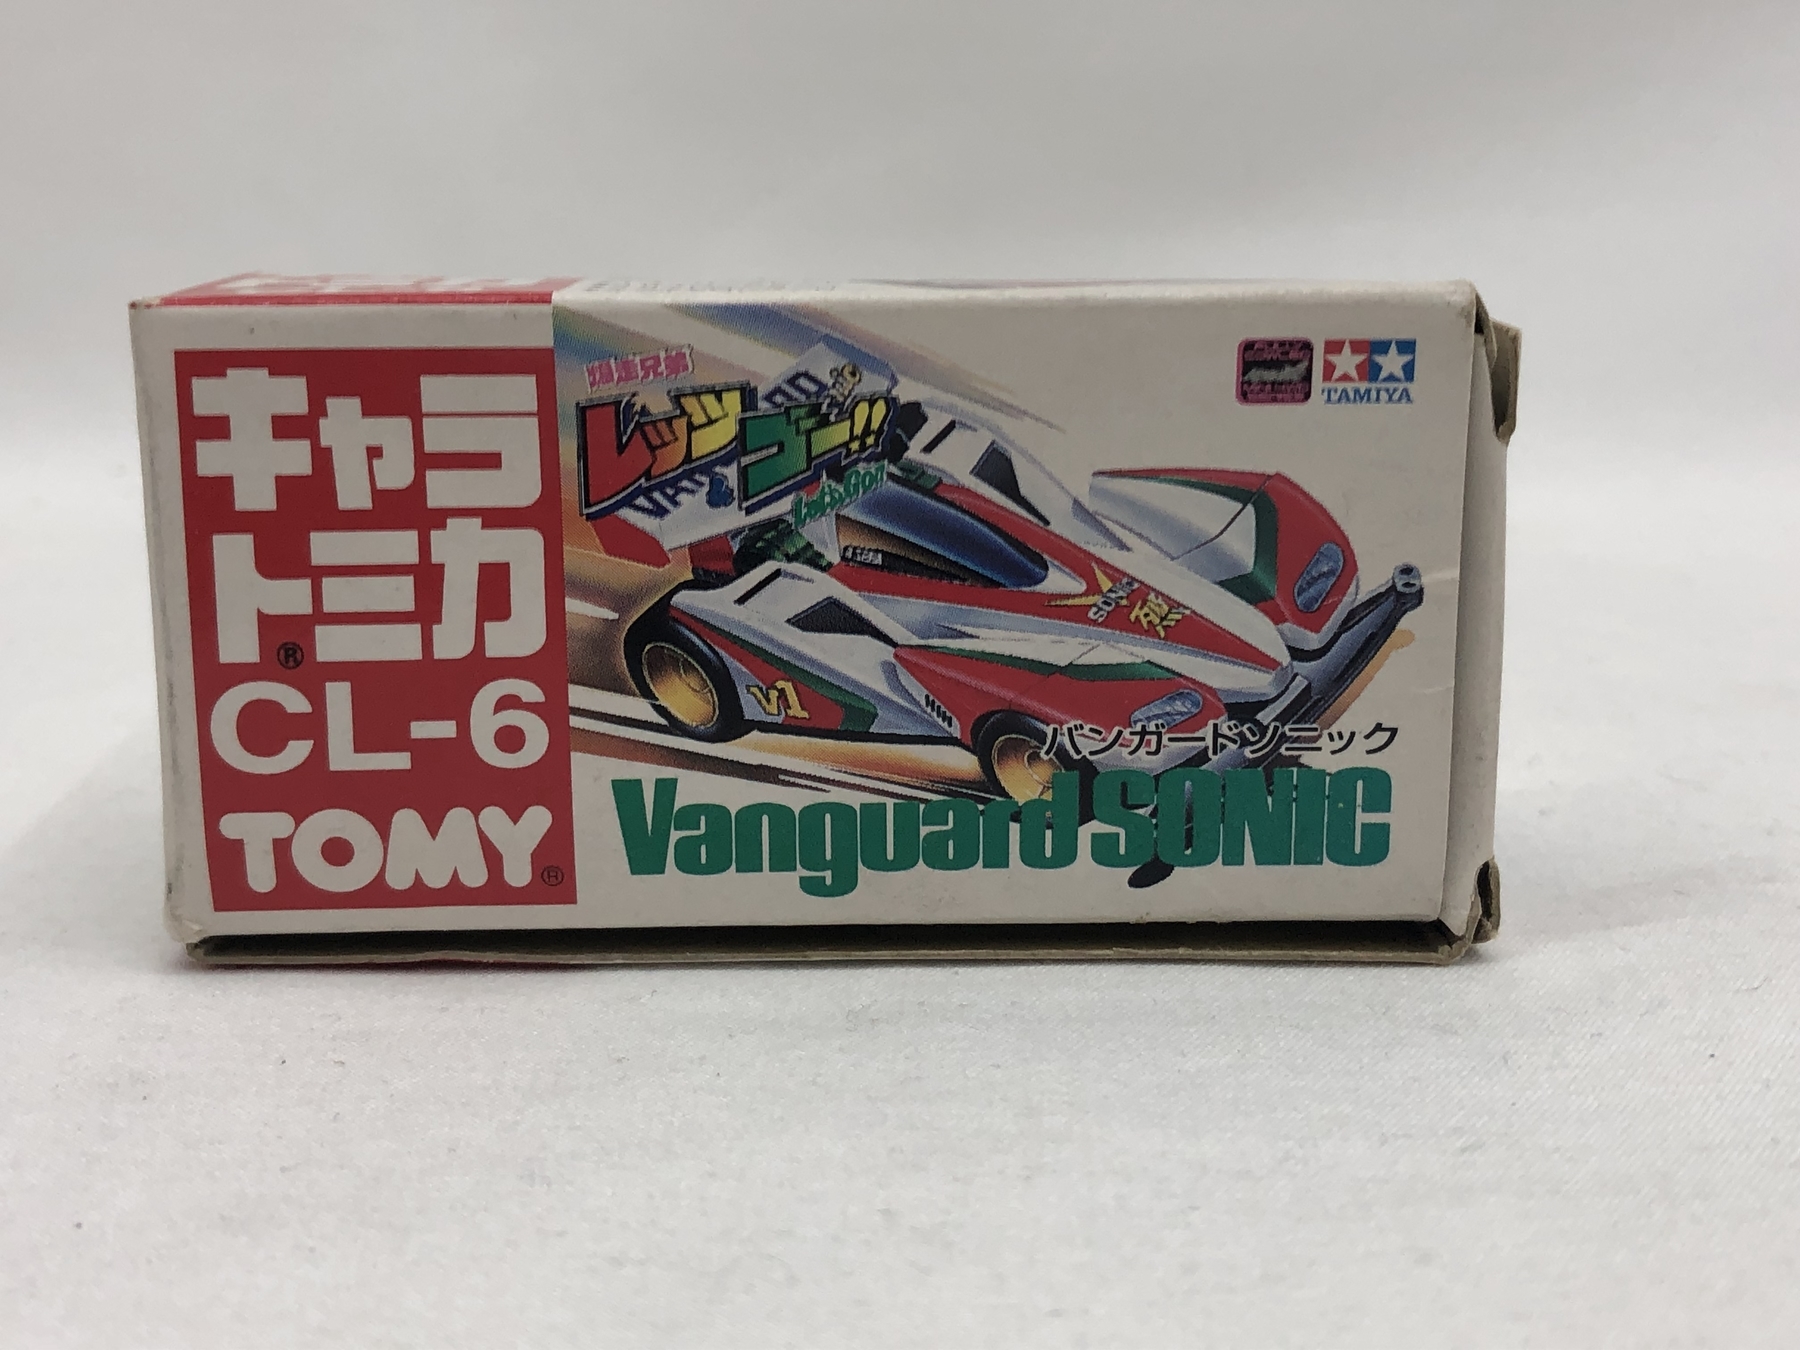 キャラ
トミカ®
CL-6
TOMY®
爆走兄弟
レッツ
&
ゴー!!
Let's & Go!!
V1
SONIC
TAMIYA
バンガードソニック
Vanguard SONIC